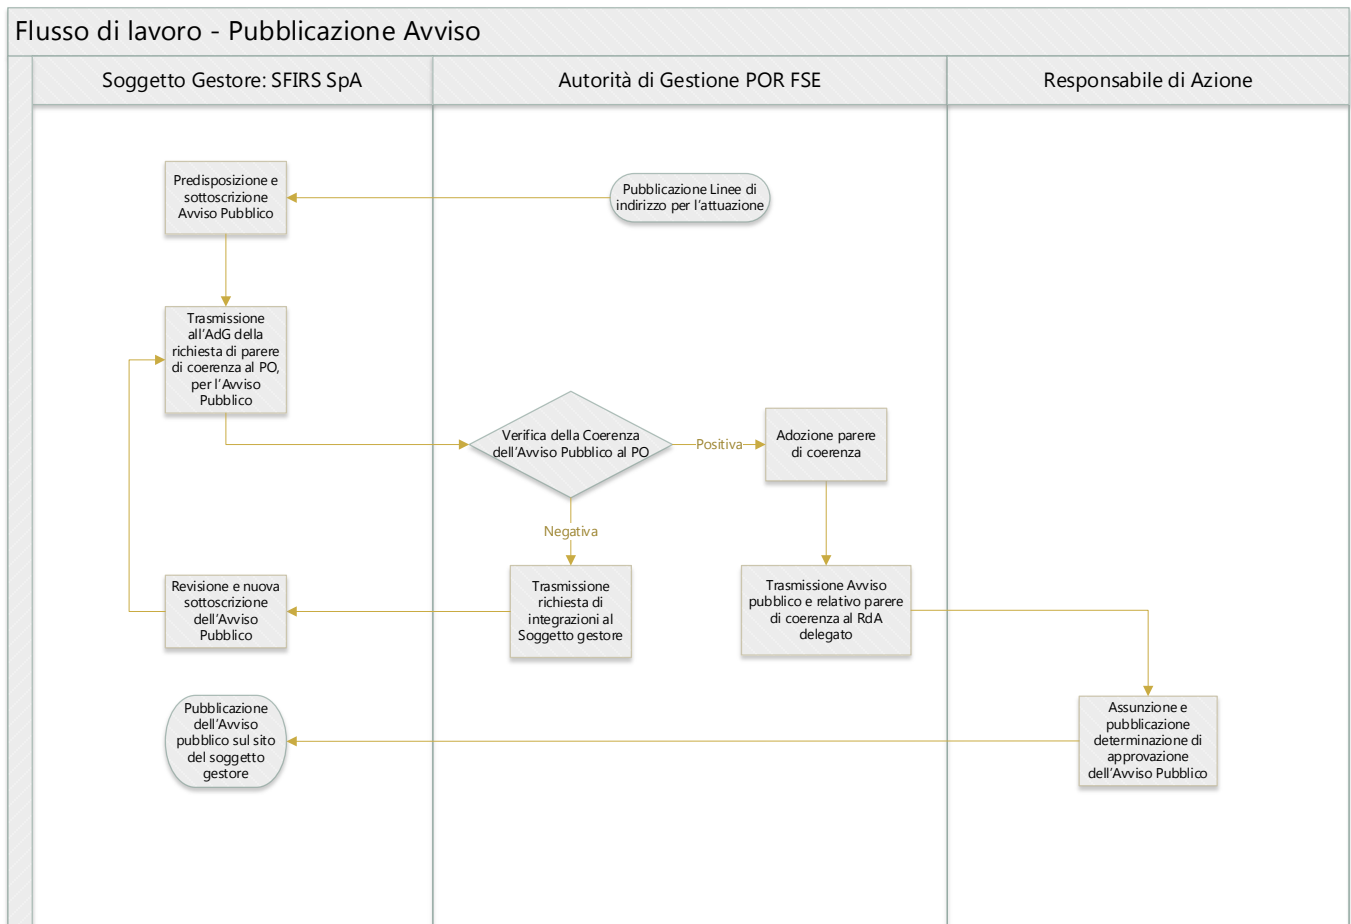 Flusso di lavoro - Pubblicazione Avviso
Soggetto Gestore: SFIRS SpA
Autorità di Gestione POR FSE
Responsabile di Azione
Predisposizione e
sottoscrizione
Avviso Pubblico
Pubblicazione Linee di
indirizzo per l'attuazione
Trasmissione
all'AdG della
richiesta di parere
di coerenza al PO,
per l'Avviso
Pubblico
Verifica della Coerenza
dell'Avviso Pubblico al PO
Positiva
Adozione parere
di coerenza
Negativa
Revisione e nuova
sottoscrizione
dell'Avviso
Pubblico
Trasmissione
richiesta di
integrazioni al
Soggetto gestore
Trasmissione Avviso
pubblico e relativo parere
di coerenza al RdA
delegato
Pubblicazione
dell'Avviso
pubblico sul sito
del soggetto
gestore
Assunzione e
pubblicazione
determinazione di
approvazione
dell'Avviso Pubblico